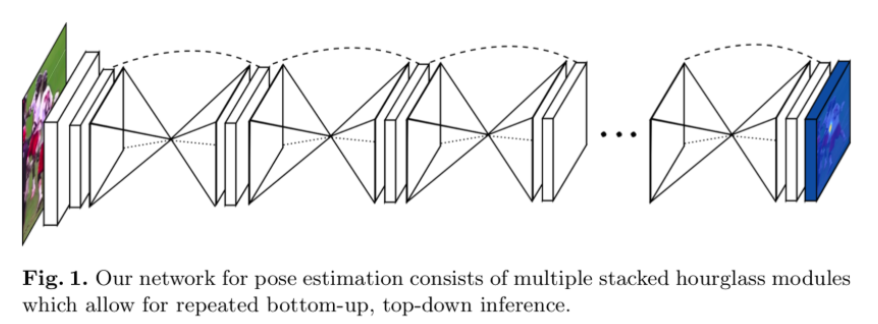 Fig. 1. Our network for pose estimation consists of multiple stacked hourglass modules
which allow for repeated bottom-up, top-down inference.